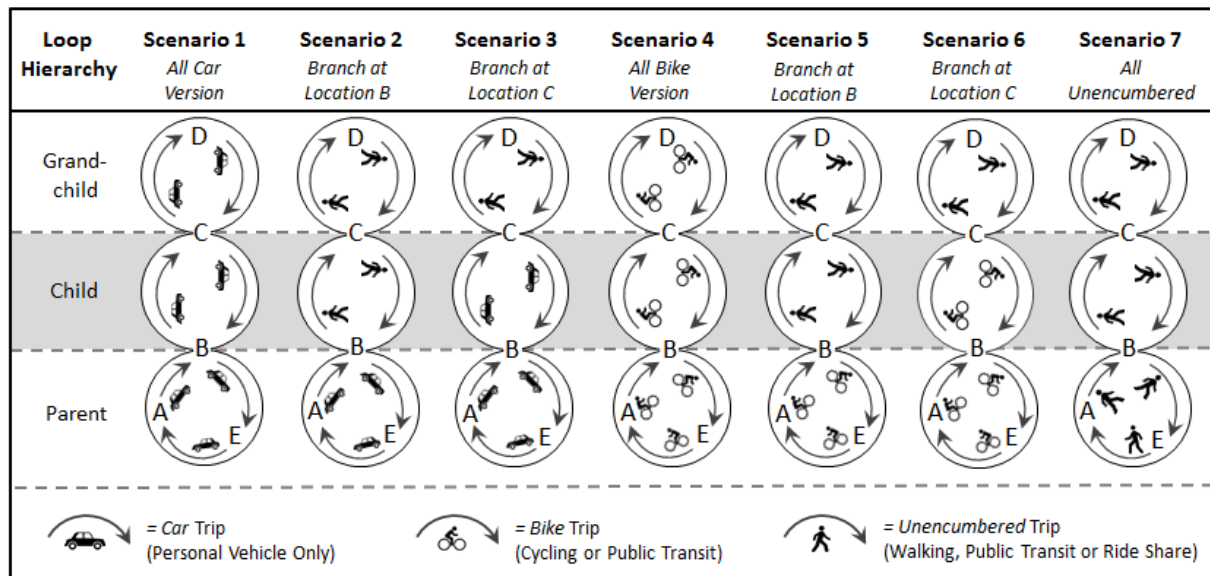 Loop
Hierarchy
Scenario 1
All Car
Version
Scenario 2
Branch at
Location B
Scenario 3
Branch at
Location C
Scenario 4
All Bike
Version
Scenario 5
Branch at
Location B
Scenario 6
Branch at
Location C
Scenario 7
All
Unencumbered
Grand-
child
D D D D D D D
C C C C C C C
Child
B B B B B B B
Parent
A A A A A A A
E E E E E E E
= Car Trip
(Personal Vehicle Only)
= Bike Trip
(Cycling or Public Transit)
= Unencumbered Trip
(Walking, Public Transit or Ride Share)